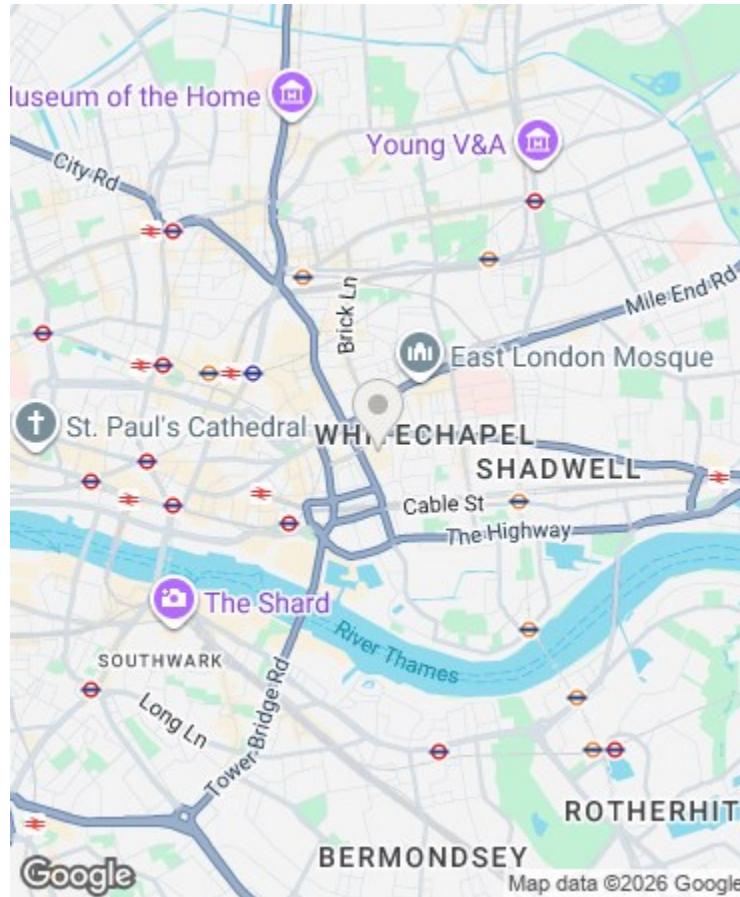 Museum of the Home
Young V&A
City Rd
Brick Ln
Mile End Rd
East London Mosque
St. Paul's Cathedral
WHITECHAPEL
SHADWELL
Cable St
The Highway
The Shard
River Thames
SOUTHWARK
Long Ln
Tower Bridge Rd
ROTHERHIT
BERMONDSEY
Google
Map data ©2026 Google